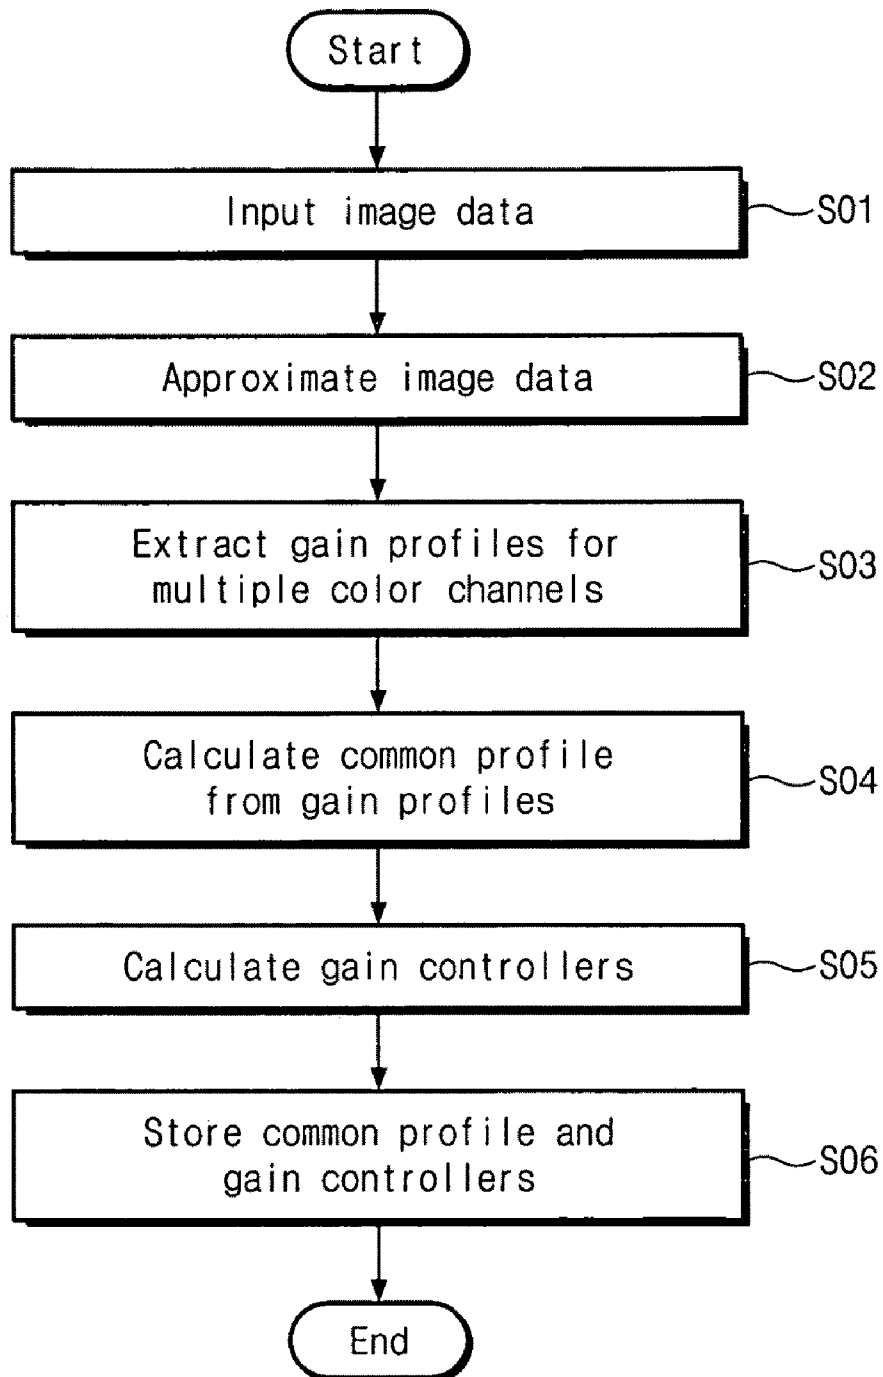 Start
Input image data
S01
Approximate image data
S02
Extract gain profiles for
multiple color channels
S03
Calculate common profile
from gain profiles
S04
Calculate gain controllers
S05
Store common profile and
gain controllers
S06
End